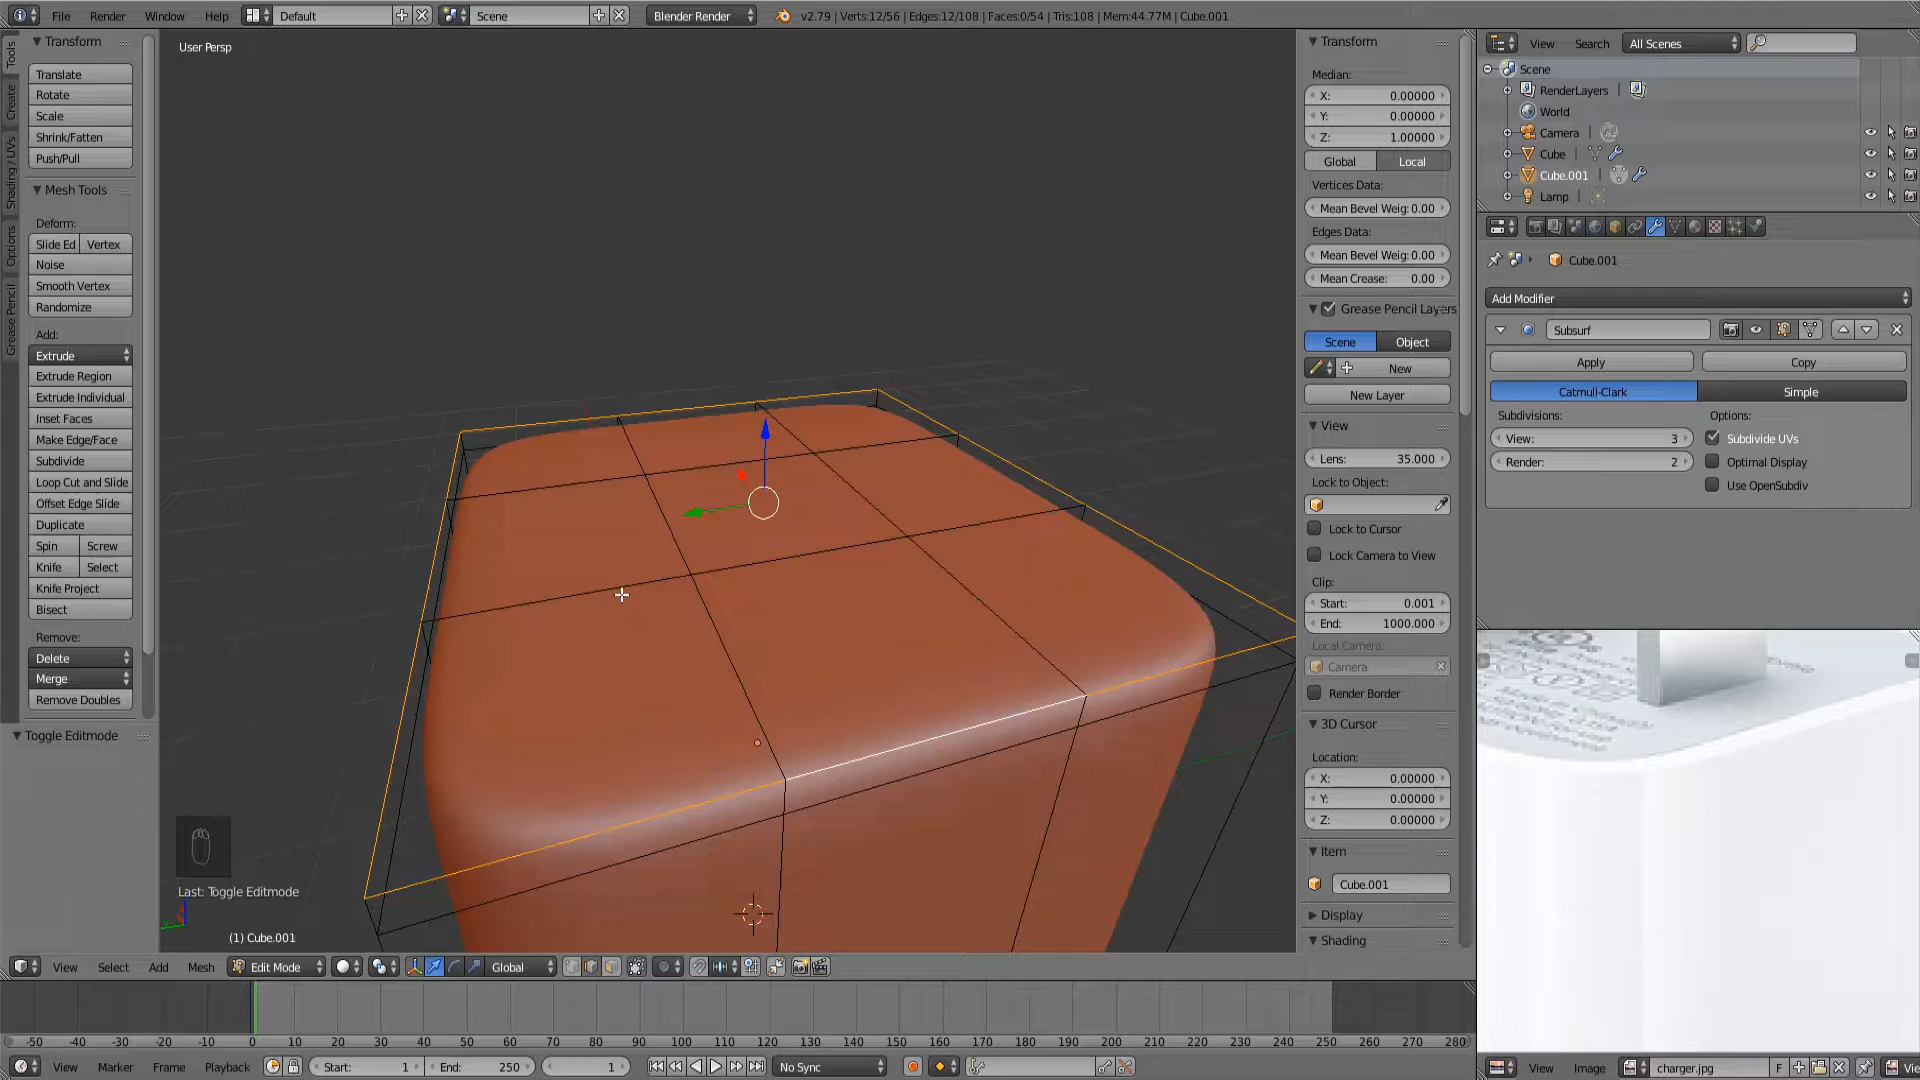 File Render Window Help Default Scene Blender Render v2.79 | Verts:12/56 | Edges:12/108 | Faces:0/54 | Tris:108 | Mem:44.77M | Cube.001
Tools
Create
Shading / UVs
Options
Grease Pencil
Transform
Translate
Rotate
Scale
Shrink/Fatten
Push/Pull
Mesh Tools
Deform:
Slide Ed Vertex
Noise
Smooth Vertex
Randomize
Add:
Extrude
Extrude Region
Extrude Individual
Inset Faces
Make Edge/Face
Subdivide
Loop Cut and Slide
Offset Edge Slide
Duplicate
Spin Screw
Knife Select
Knife Project
Bisect
Remove:
Delete
Merge
Remove Doubles
Toggle Editmode
User Persp
Last: Toggle Editmode
(1) Cube.001
Transform
Median:
X: 0.00000
Y: 0.00000
Z: 1.00000
Global Local
Vertices Data:
Mean Bevel Weig: 0.00
Edges Data:
Mean Bevel Weig: 0.00
Mean Crease: 0.00
Grease Pencil Layers
Scene Object
New
New Layer
View
Lens: 35.000
Lock to Object:
Lock to Cursor
Lock Camera to View
Clip:
Start: 0.001
End: 1000.000
Local Camera:
Camera
Render Border
3D Cursor
Location:
X: 0.00000
Y: 0.00000
Z: 0.00000
Item
Cube.001
Display
Shading
View Search All Scenes
Scene
RenderLayers
World
Camera
Cube
Cube.001
Lamp
Cube.001
Add Modifier
Subsurf
Apply Copy
Catmull-Clark Simple
Subdivisions: Options:
View: 3 Subdivide UVs
Render: 2 Optimal Display
Use OpenSubdiv
View Select Add Mesh Edit Mode Global
-50 -40 -30 -20 -10 0 10 20 30 40 50 60 70 80 90 100 110 120 130 140 150 160 170 180 190 200 210 220 230 240 250 260 270 280
View Marker Frame Playback Start: 1 End: 250 1 No Sync
View Image charger.jpg F Vie